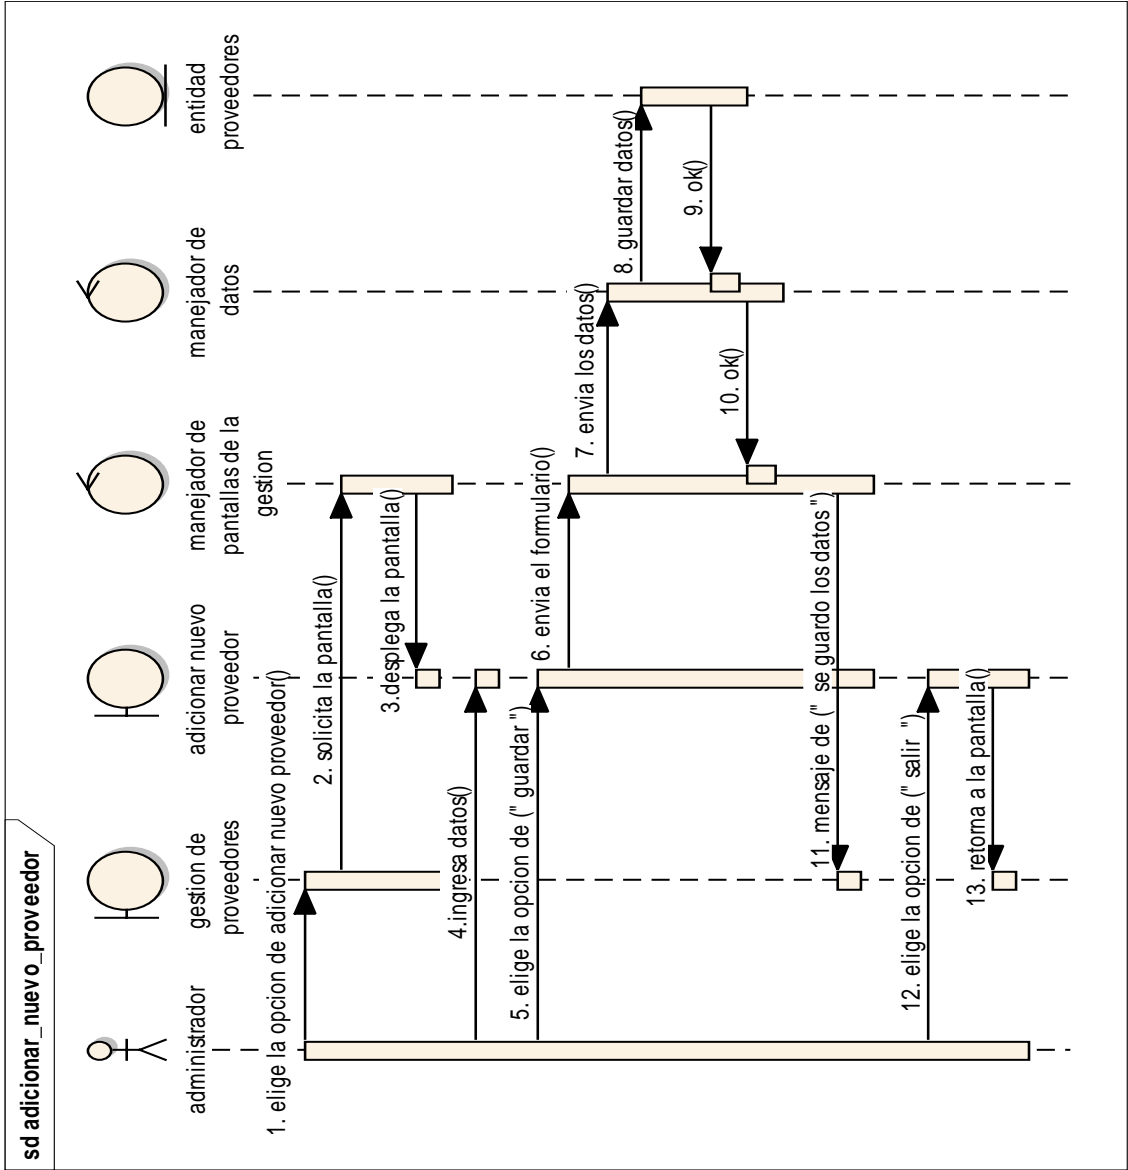 sd adicionar_nuevo_proveedor
administrador
gestion de
proveedores
adicionar nuevo
proveedor
manejador de
pantallas de la
gestion
manejador de
datos
entidad
proveedores
1. elige la opcion de adicionar nuevo proveedor()
2. solicita la pantalla()
3.desplega la pantalla()
4.ingresa datos()
5. elige la opcion de (" guardar ")
6. envia el formulario()
7. envia los datos()
8. guardar datos()
9. ok()
10. ok()
11. mensaje de (" se guardo los datos ")
12. elige la opcion de (" salir ")
13. retorna a la pantalla()